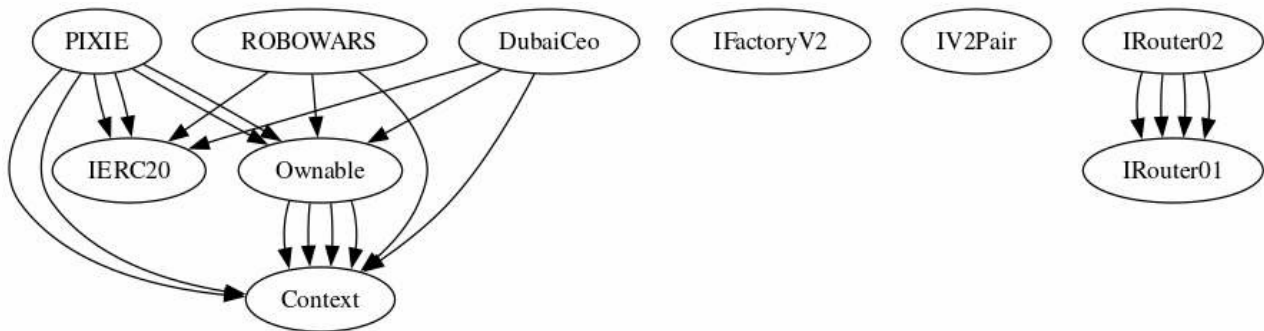 PIXIE ROBOWARS DubaiCeo IFactoryV2 IV2Pair IRouter02
IERC20 Ownable IRouter01
Context